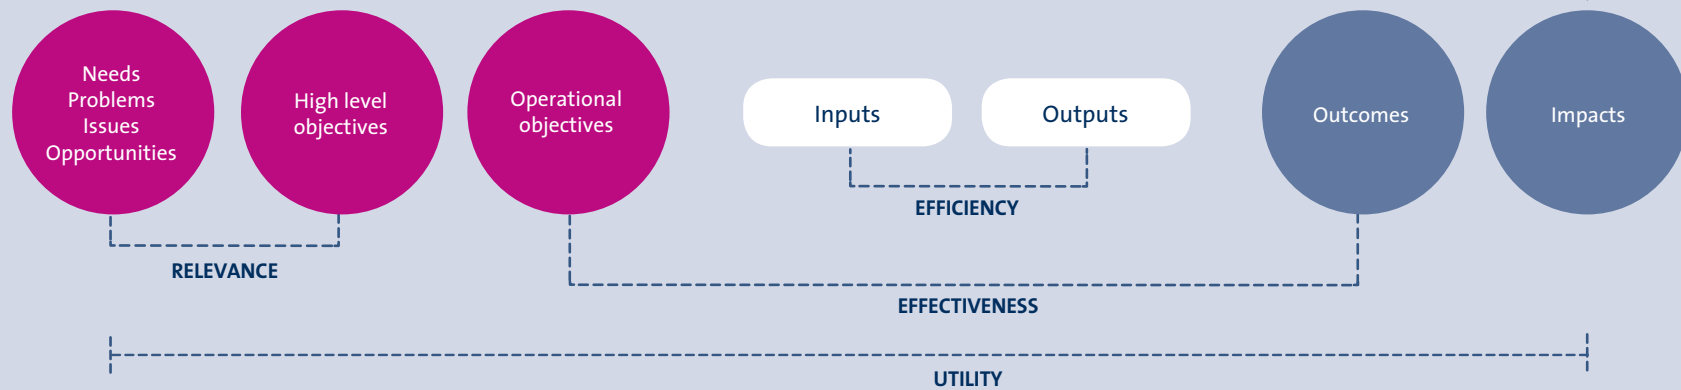 Needs
Problems
Issues
Opportunities
High level
objectives
Operational
objectives
Inputs
Outputs
Outcomes
Impacts
EFFICIENCY
RELEVANCE
EFFECTIVENESS
UTILITY